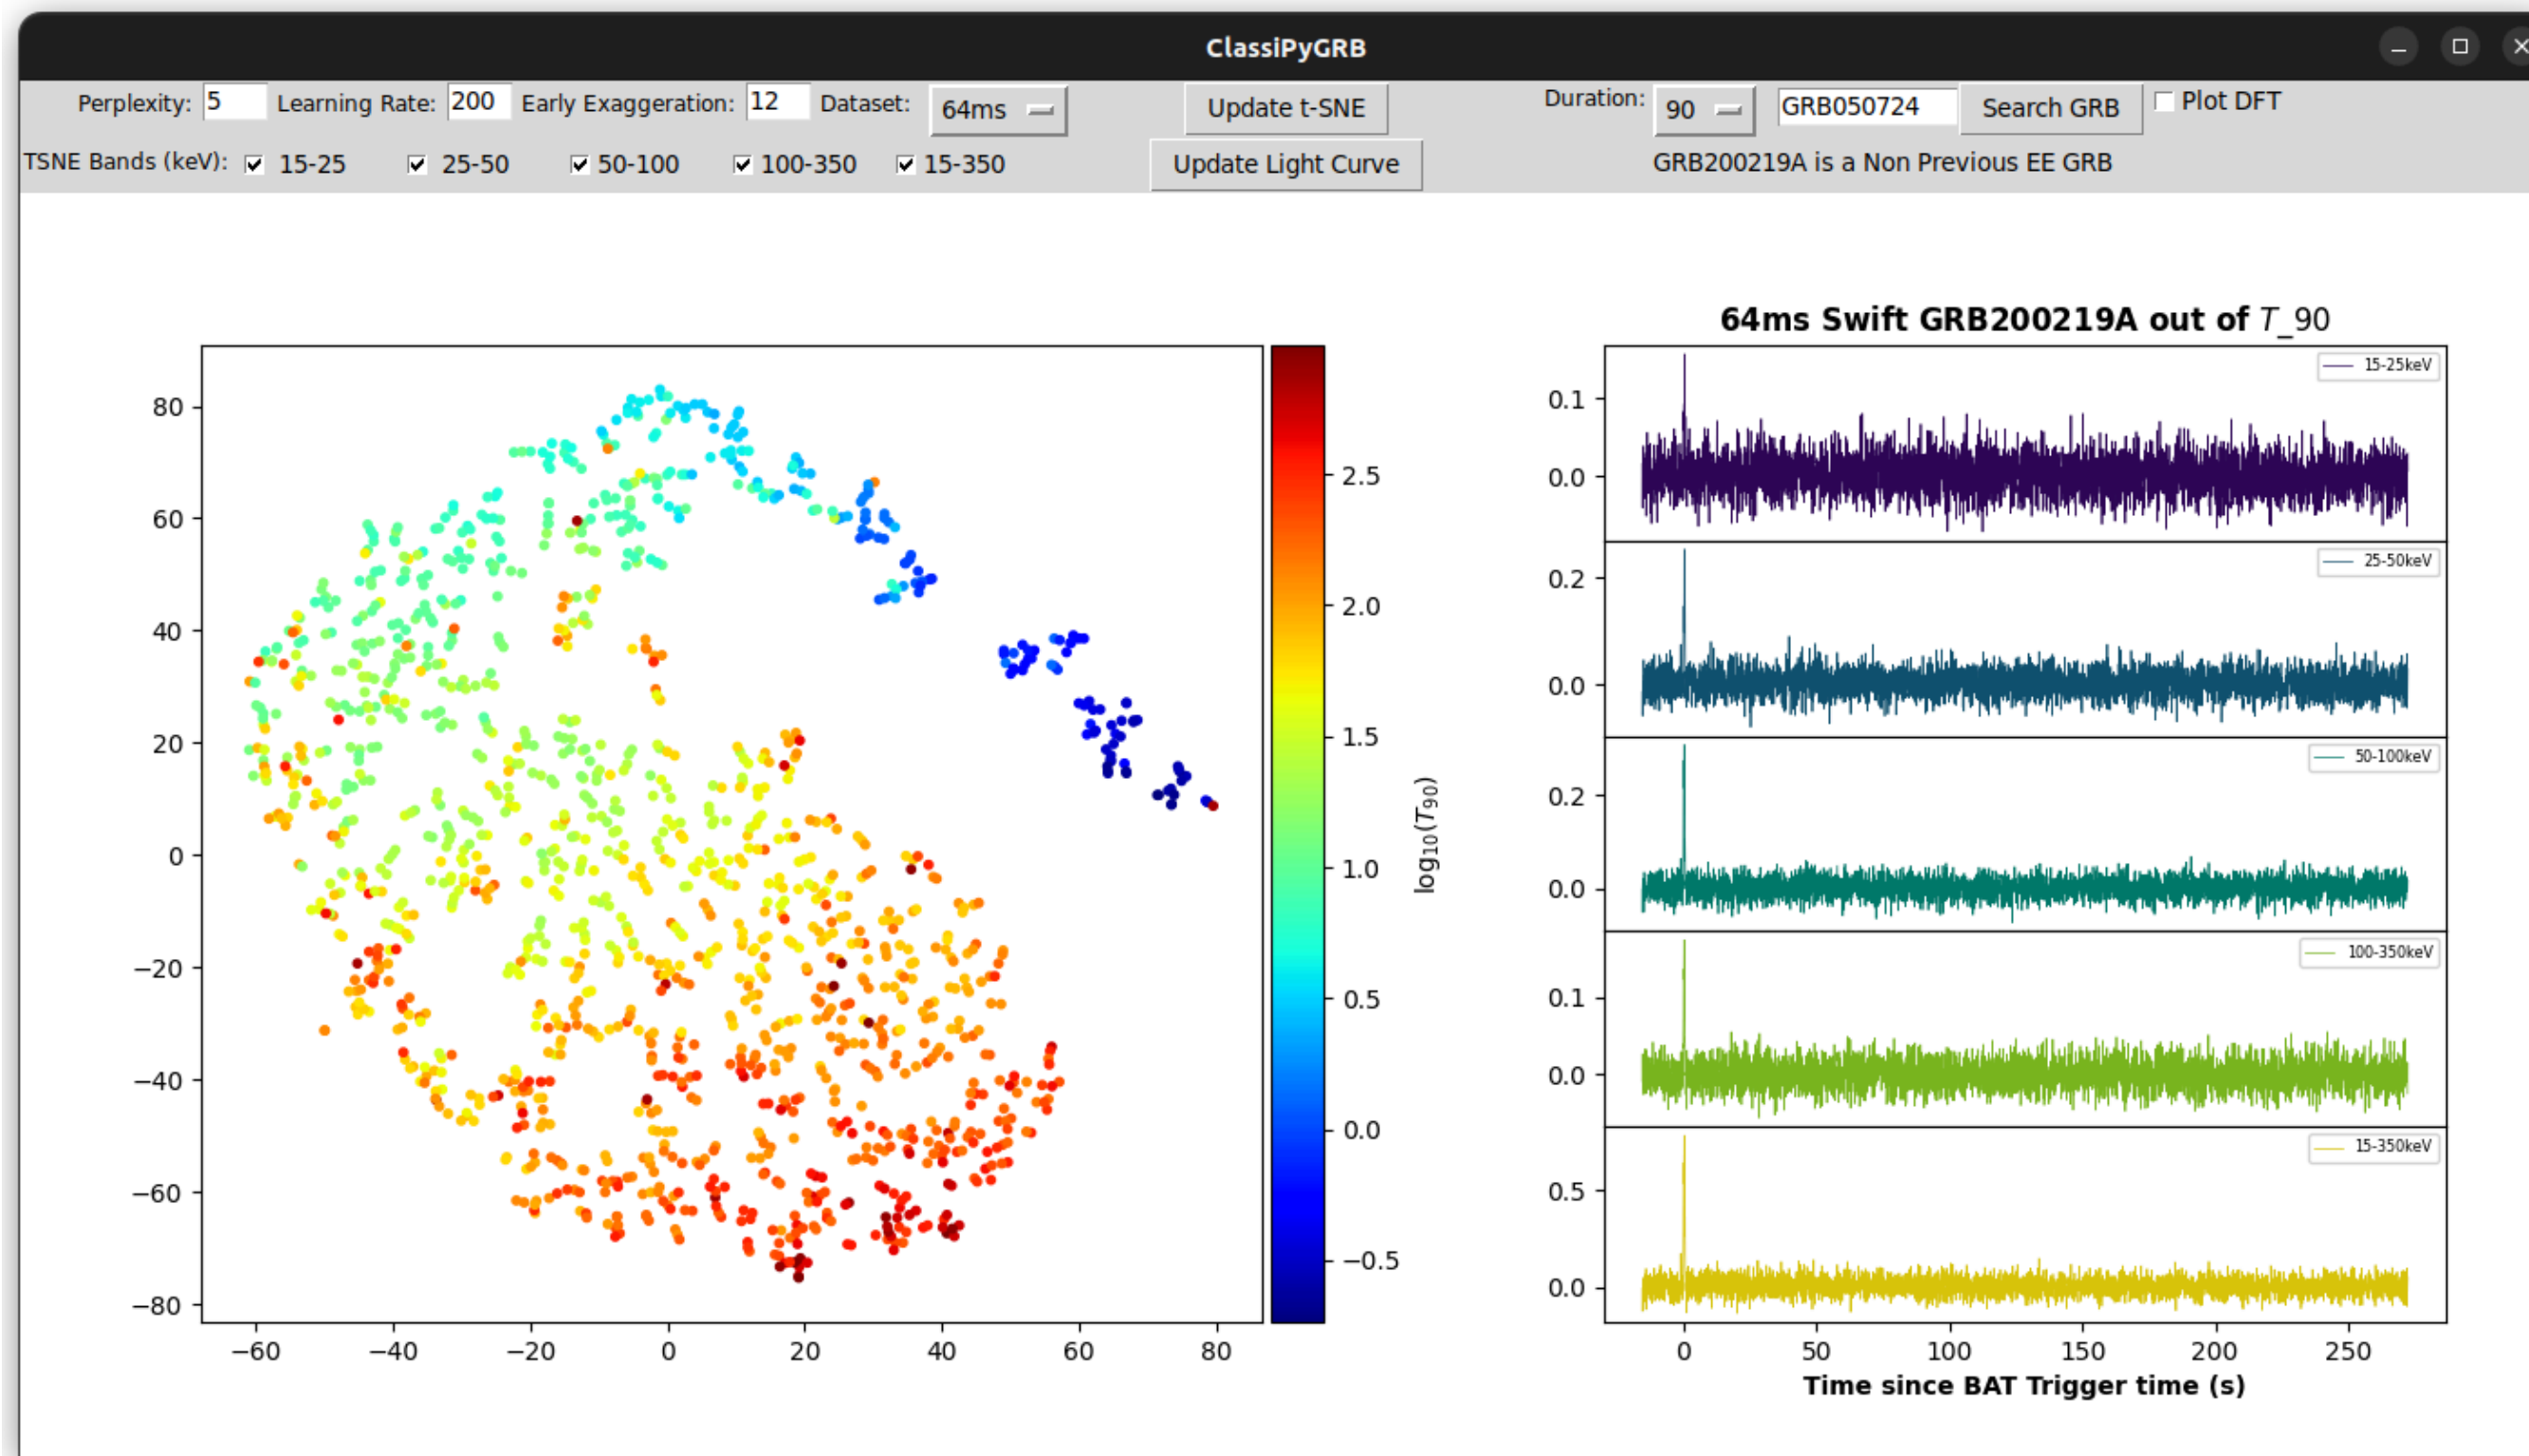 ClassiPyGRB
Perplexity: 5 Learning Rate: 200 Early Exaggeration: 12 Dataset: 64ms Update t-SNE Duration: 90 GRB050724 Search GRB Plot DFT
TSNE Bands (keV): 15-25 25-50 50-100 100-350 15-350 Update Light Curve GRB200219A is a Non Previous EE GRB
80
60
40
20
0
−20
−40
−60
−80
−60 −40 −20 0 20 40 60 80
2.5
2.0
1.5
1.0
0.5
0.0
−0.5
log10(T90)
64ms Swift GRB200219A out of T_90
15-25keV
0.1
0.0
25-50keV
0.2
0.0
50-100keV
0.2
0.0
100-350keV
0.1
0.0
15-350keV
0.5
0.0
0 50 100 150 200 250
Time since BAT Trigger time (s)